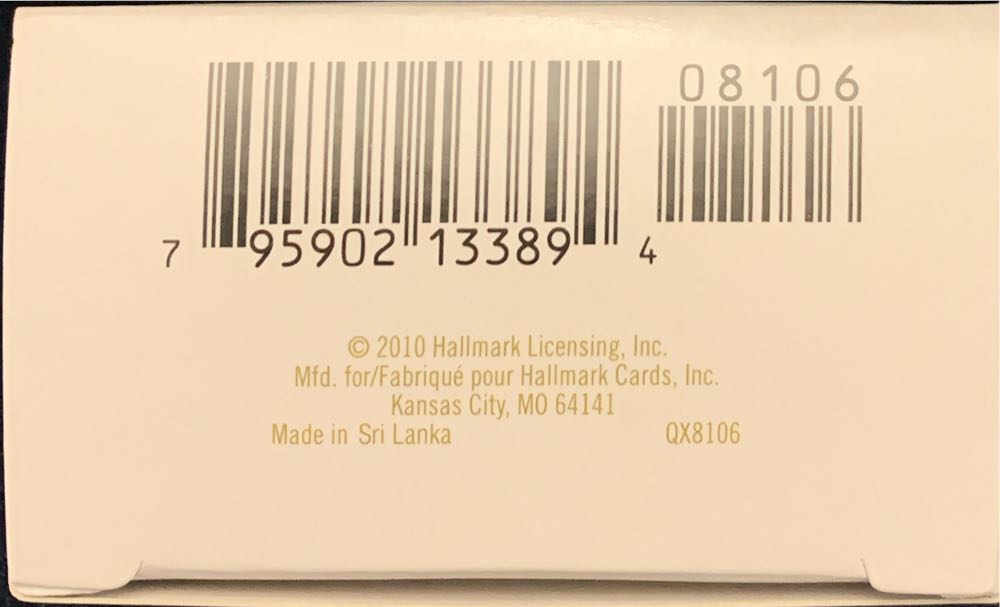 08106
7 95902 13389 4
© 2010 Hallmark Licensing, Inc.
Mfd. for/Fabriqué pour Hallmark Cards, Inc.
Kansas City, MO 64141
Made in Sri Lanka QX8106